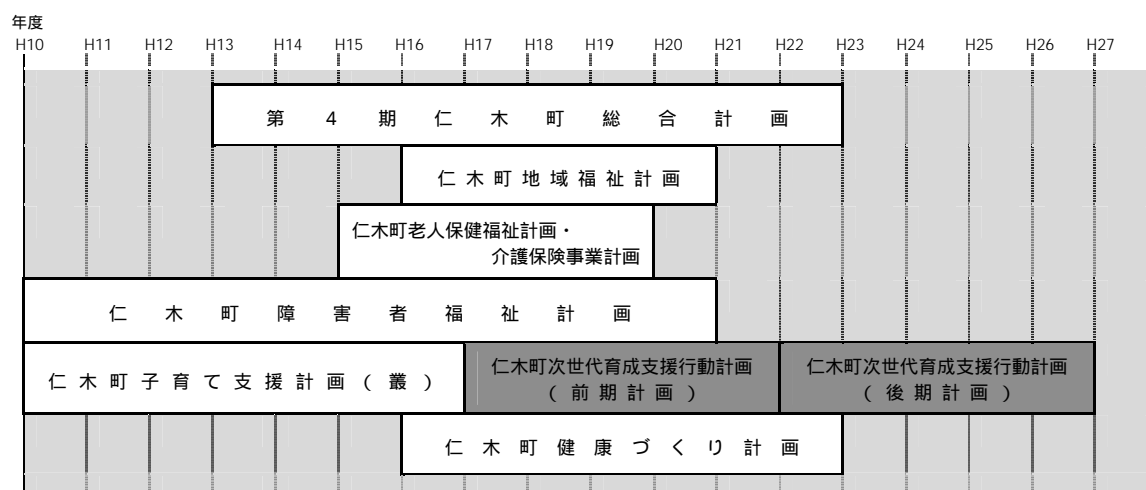 年度
H10 H11 H12 H13 H14 H15 H16 H17 H18 H19 H20 H21 H22 H23 H24 H25 H26 H27
第4期仁木町総合計画
仁木町地域福祉計画
仁木町老人保健福祉計画・
介護保険事業計画
仁木町障害者福祉計画
仁木町子育て支援計画(叢)
仁木町次世代育成支援行動計画
(前期計画)
仁木町次世代育成支援行動計画
(後期計画)
仁木町健康づくり計画